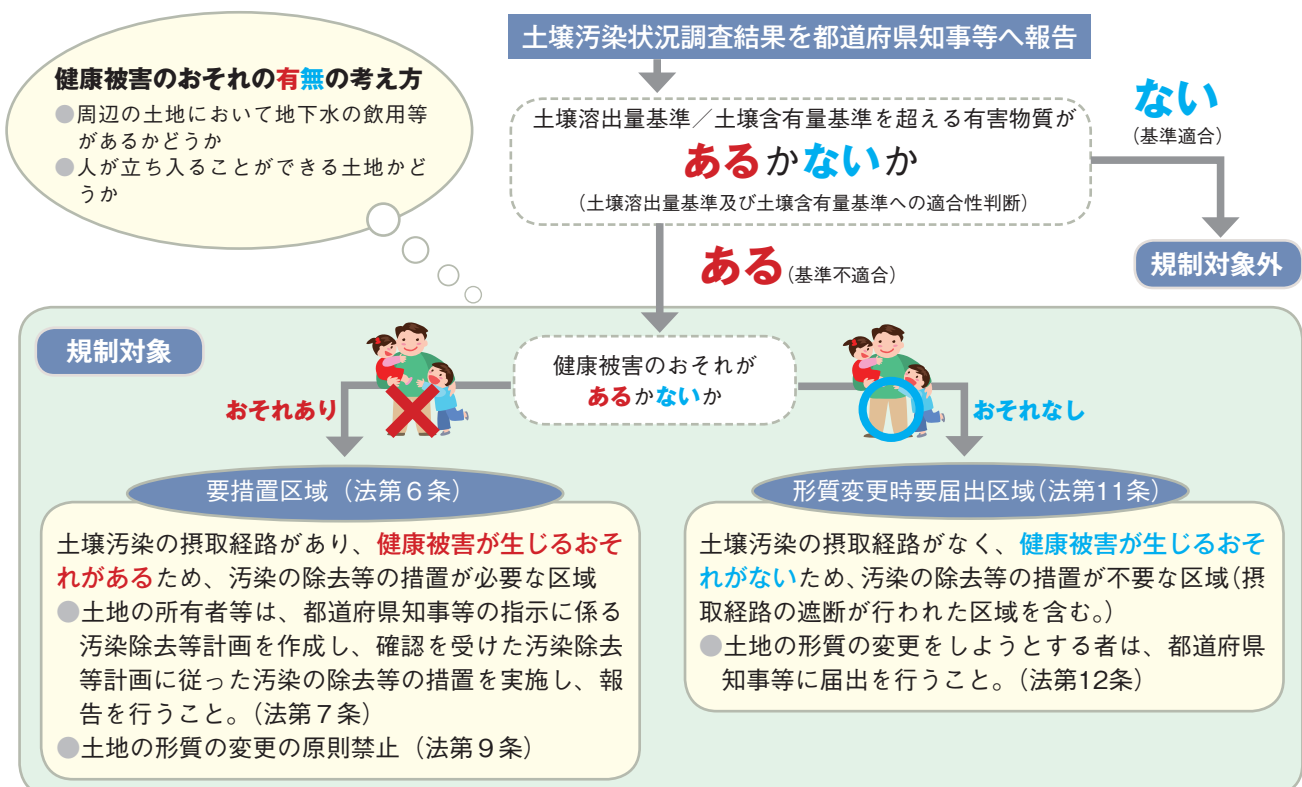 土壌汚染状況調査結果を都道府県知事等へ報告
健康被害のおそれの有無の考え方
●周辺の土地において地下水の飲用等
があるかどうか
●人が立ち入ることができる土地かど
うか
土壌溶出量基準／土壌含有量基準を超える有害物質が
あるかないか
(土壌溶出量基準及び土壌含有量基準への適合性判断)
ない
(基準適合)
ある(基準不適合)
規制対象外
規制対象
健康被害のおそれが
あるかないか
おそれあり
おそれなし
要措置区域（法第６条）
土壌汚染の摂取経路があり、健康被害が生じるおそ
れがあるため、汚染の除去等の措置が必要な区域
●土地の所有者等は、都道府県知事等の指示に係る
汚染除去等計画を作成し、確認を受けた汚染除去
等計画に従った汚染の除去等の措置を実施し、報
告を行うこと。（法第７条）
●土地の形質の変更の原則禁止（法第９条）
形質変更時要届出区域（法第11条）
土壌汚染の摂取経路がなく、健康被害が生じるおそ
れがないため、汚染の除去等の措置が不要な区域（摂
取経路の遮断が行われた区域を含む。）
●土地の形質の変更をしようとする者は、都道府県
知事等に届出を行うこと。（法第12条）